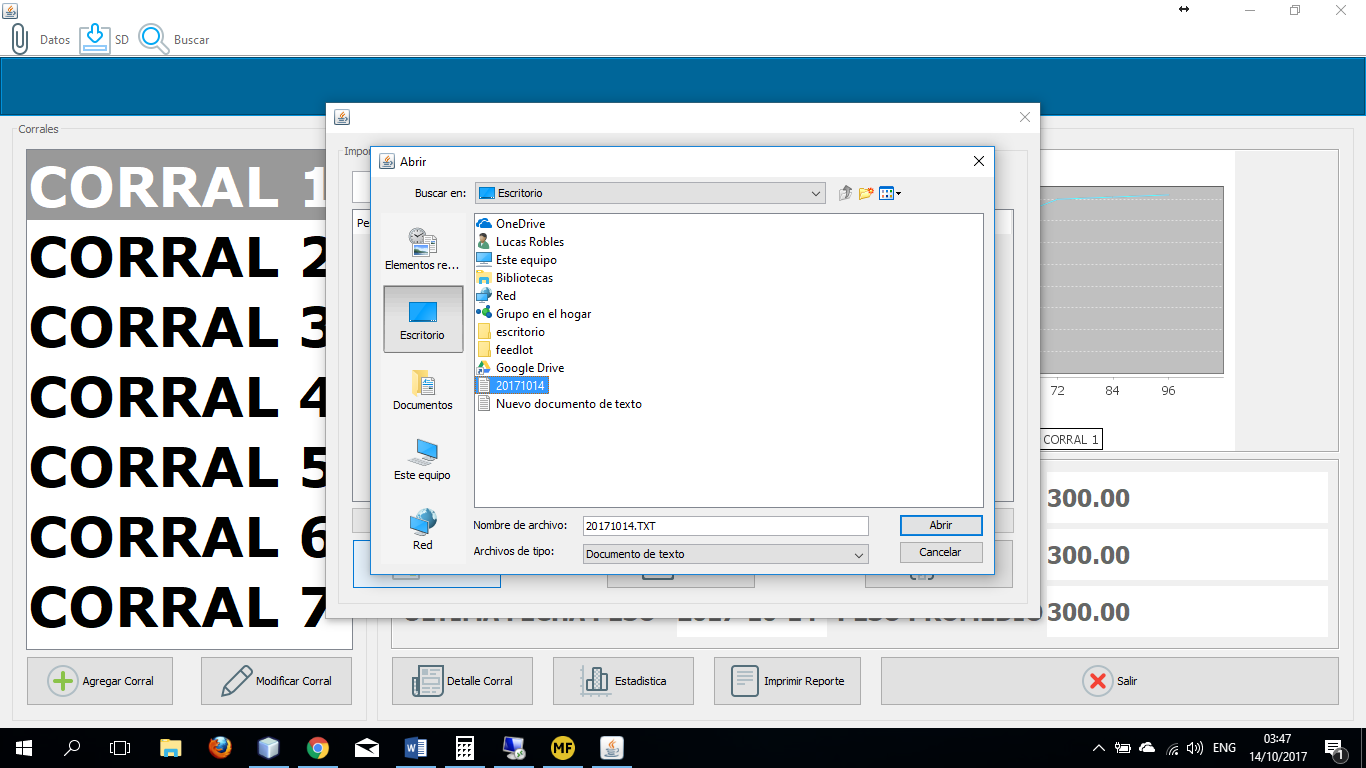 Datos
SD
Buscar
Corrales
CORRAL 1
CORRAL 2
CORRAL 3
CORRAL 4
CORRAL 5
CORRAL 6
CORRAL 7
Abrir
Buscar en:
Escritorio
Elementos re...
Escritorio
Documentos
Este equipo
Red
OneDrive
Lucas Robles
Este equipo
Bibliotecas
Red
Grupo en el hogar
escritorio
feedlot
Google Drive
20171014
Nuevo documento de texto
Nombre de archivo:
20171014.TXT
Abrir
Archivos de tipo:
Documento de texto
Cancelar
72 84 96
CORRAL 1
300.00
300.00
300.00
Agregar Corral
Modificar Corral
Detalle Corral
Estadistica
Imprimir Reporte
Salir
MF
ENG
03:47
14/10/2017
1